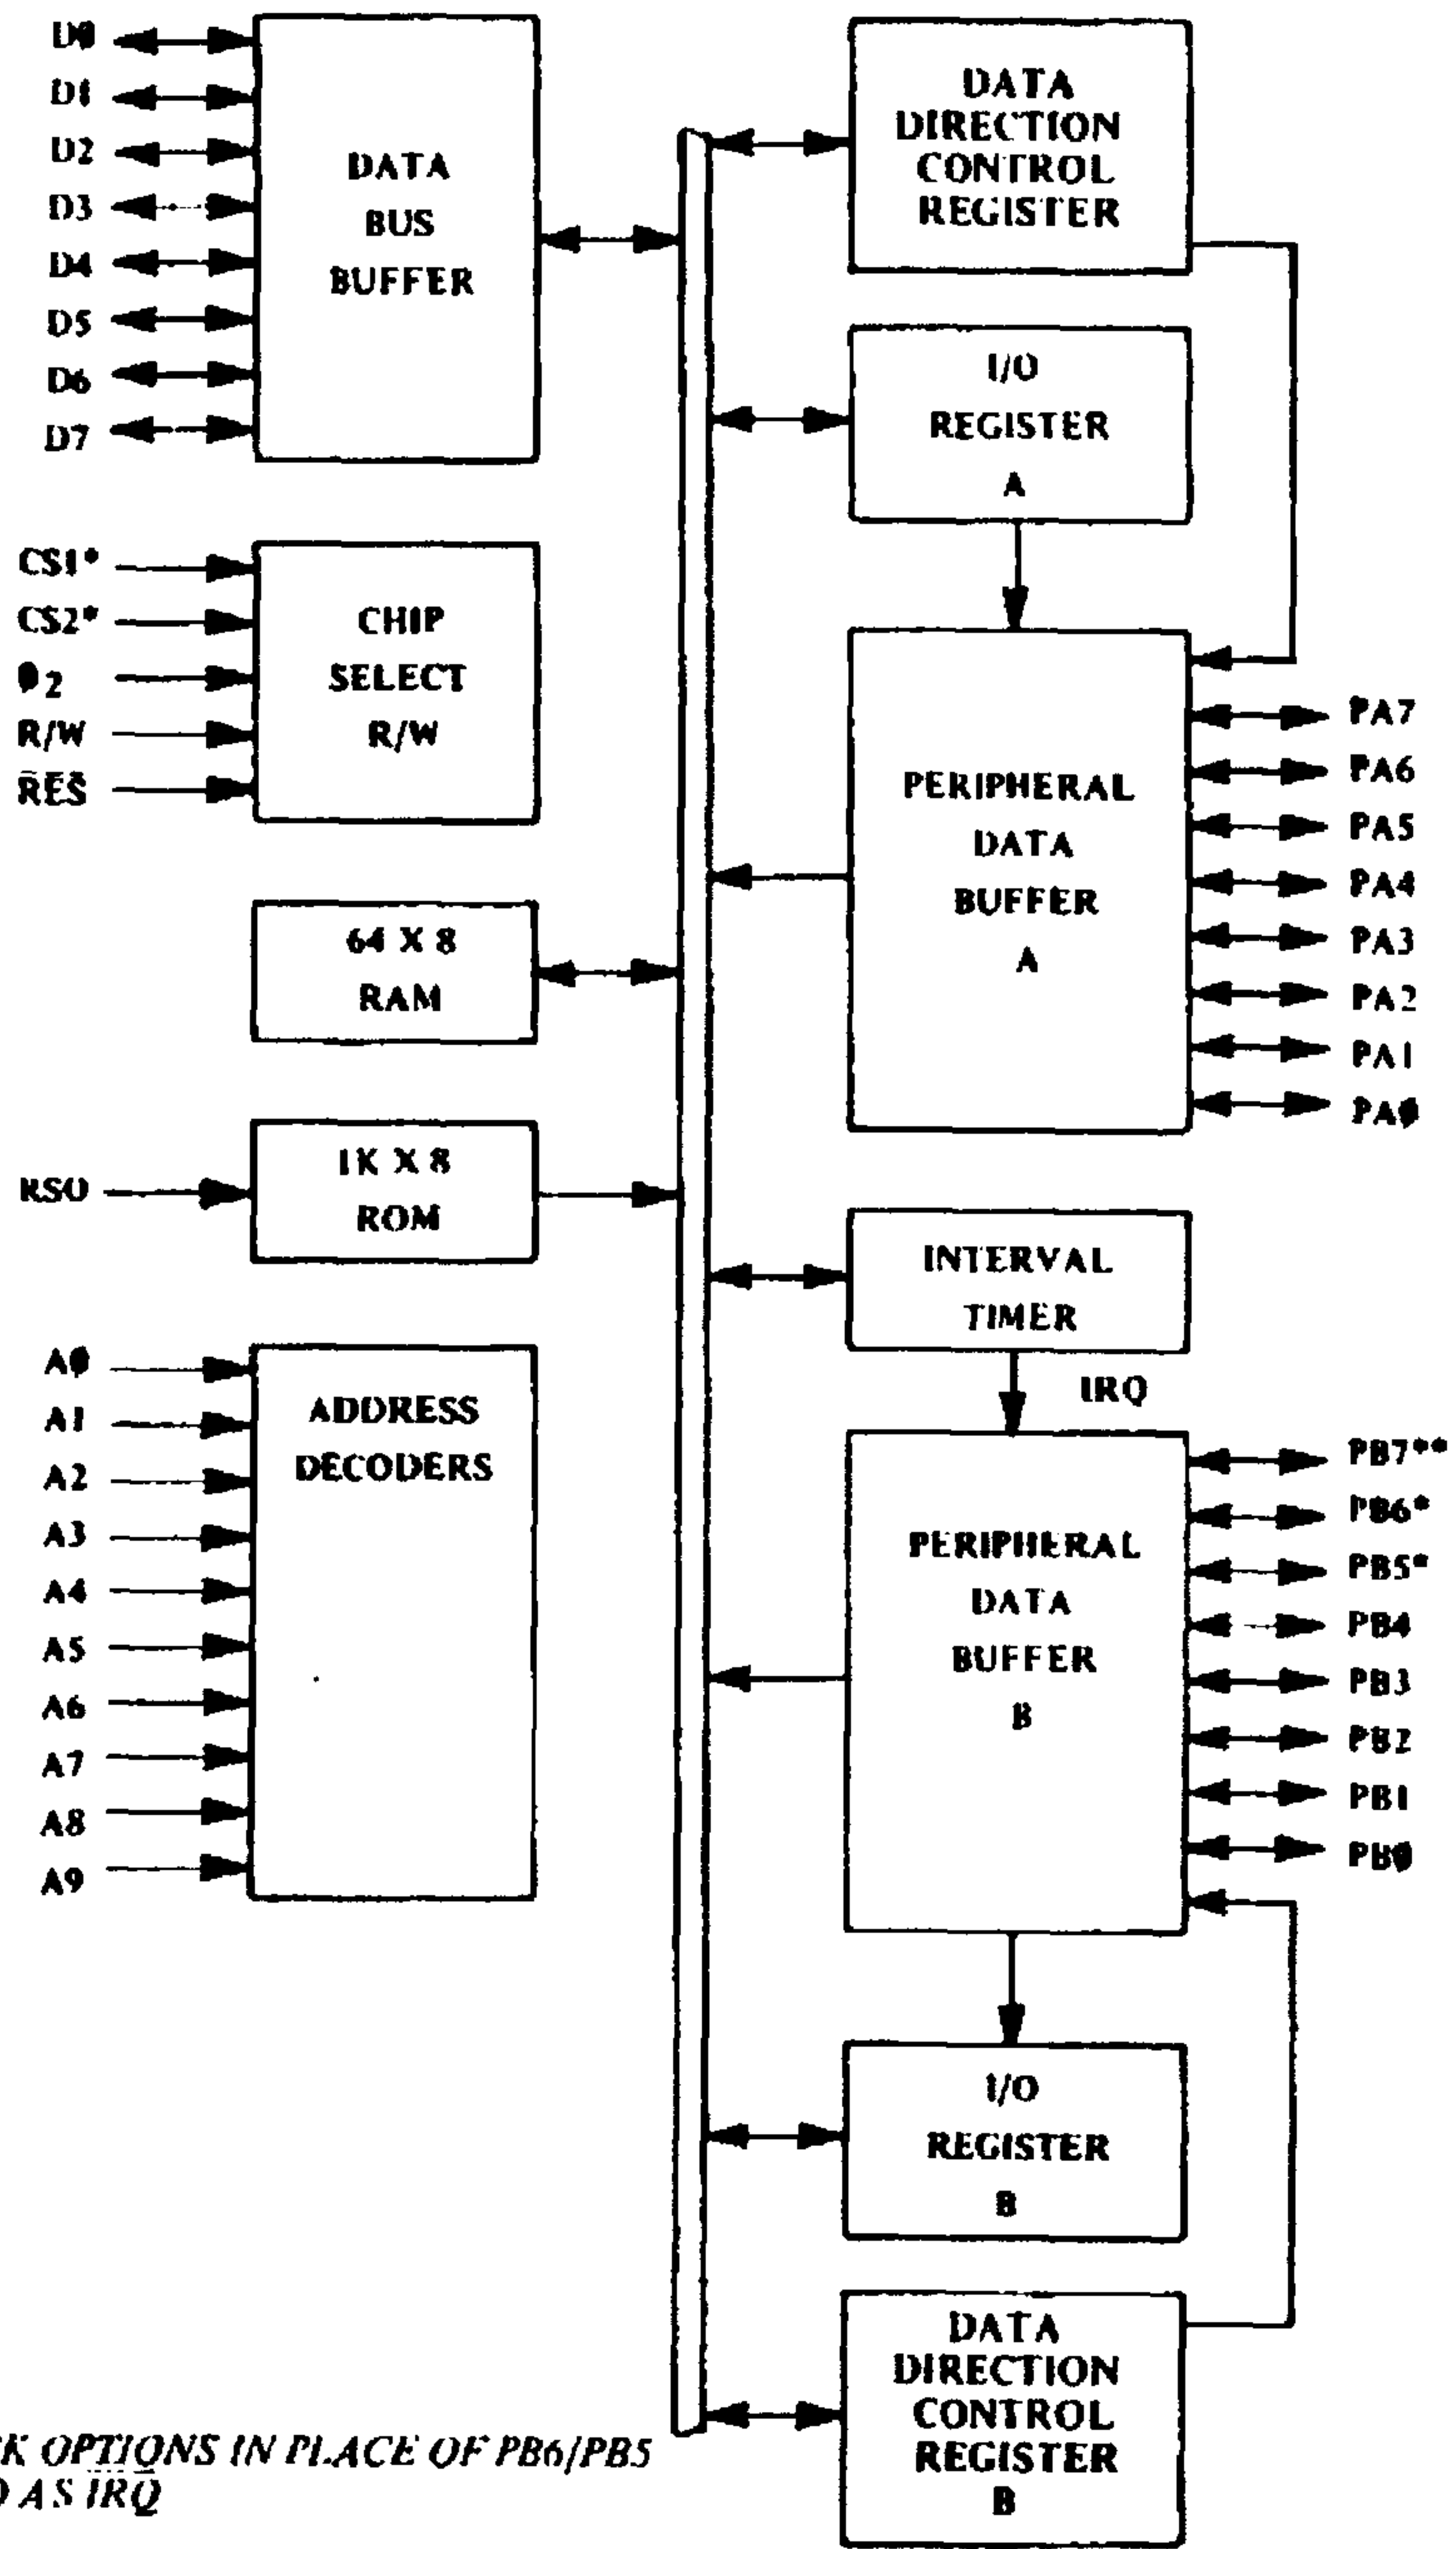 D0
D1
D2
D3
D4
D5
D6
D7
DATA
BUS
BUFFER
CS1*
CS2*
Φ2
R/W
R̅E̅S̅
CHIP
SELECT
R/W
64 X 8
RAM
RSO
1K X 8
ROM
A0
A1
A2
A3
A4
A5
A6
A7
A8
A9
ADDRESS
DECODERS
DATA
DIRECTION
CONTROL
REGISTER
I/O
REGISTER
A
PERIPHERAL
DATA
BUFFER
A
PA7
PA6
PA5
PA4
PA3
PA2
PA1
PA0
INTERVAL
TIMER
IRQ
PERIPHERAL
DATA
BUFFER
B
PB7**
PB6*
PB5*
PB4
PB3
PB2
PB1
PB0
I/O
REGISTER
B
DATA
DIRECTION
CONTROL
REGISTER
B
OPTIONS IN PLACE OF PB6/PB5
AS I̅R̅Q̅